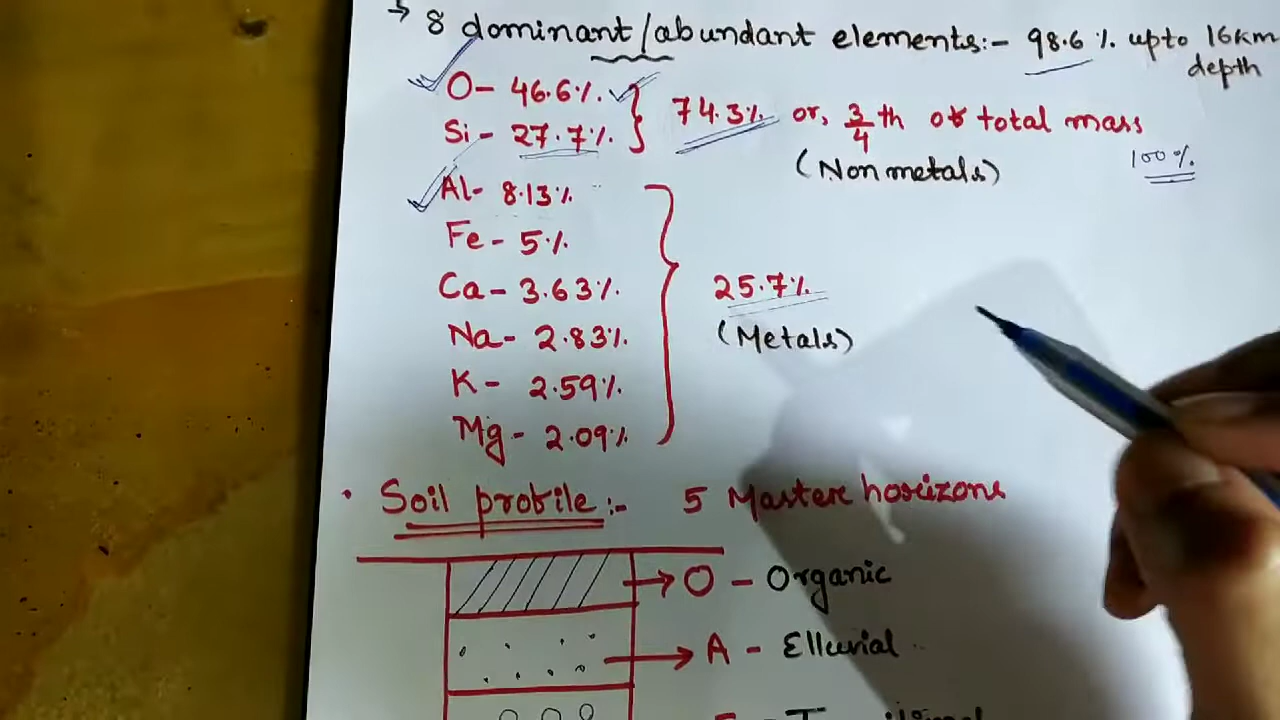 → 8 dominant/abundant elements:- 98.6% upto 16km depth
O- 46.6%
Si- 27.7%
74.3% or, 3/4 th of total mass
(Nonmetals)
100%
Al- 8.13%
Fe- 5%
Ca- 3.63%
Na- 2.83%
K- 2.59%
Mg- 2.09%
25.7%
(Metals)
• Soil profile:- 5 Master horizons
→ O - Organic
→ A - Elluvial